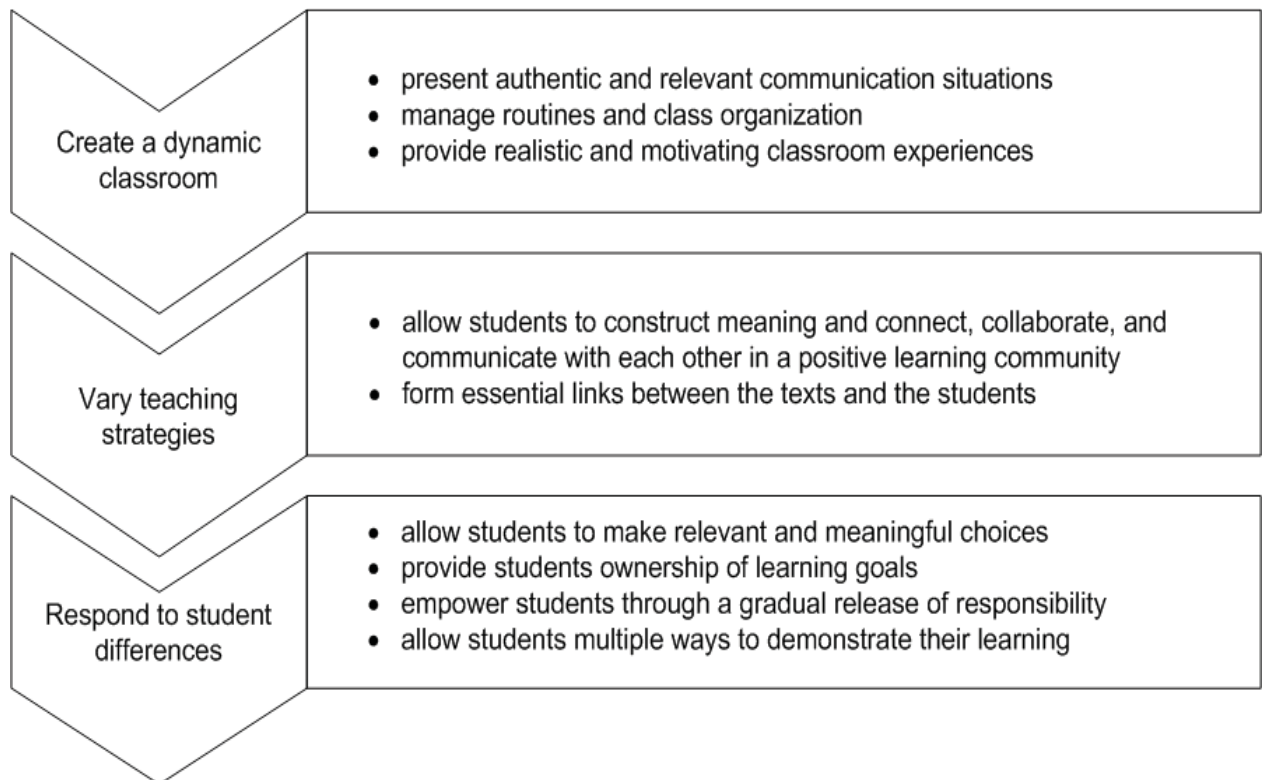 Create a dynamic
classroom
• present authentic and relevant communication situations
• manage routines and class organization
• provide realistic and motivating classroom experiences
Vary teaching
strategies
• allow students to construct meaning and connect, collaborate, and
communicate with each other in a positive learning community
• form essential links between the texts and the students
Respond to student
differences
• allow students to make relevant and meaningful choices
• provide students ownership of learning goals
• empower students through a gradual release of responsibility
• allow students multiple ways to demonstrate their learning